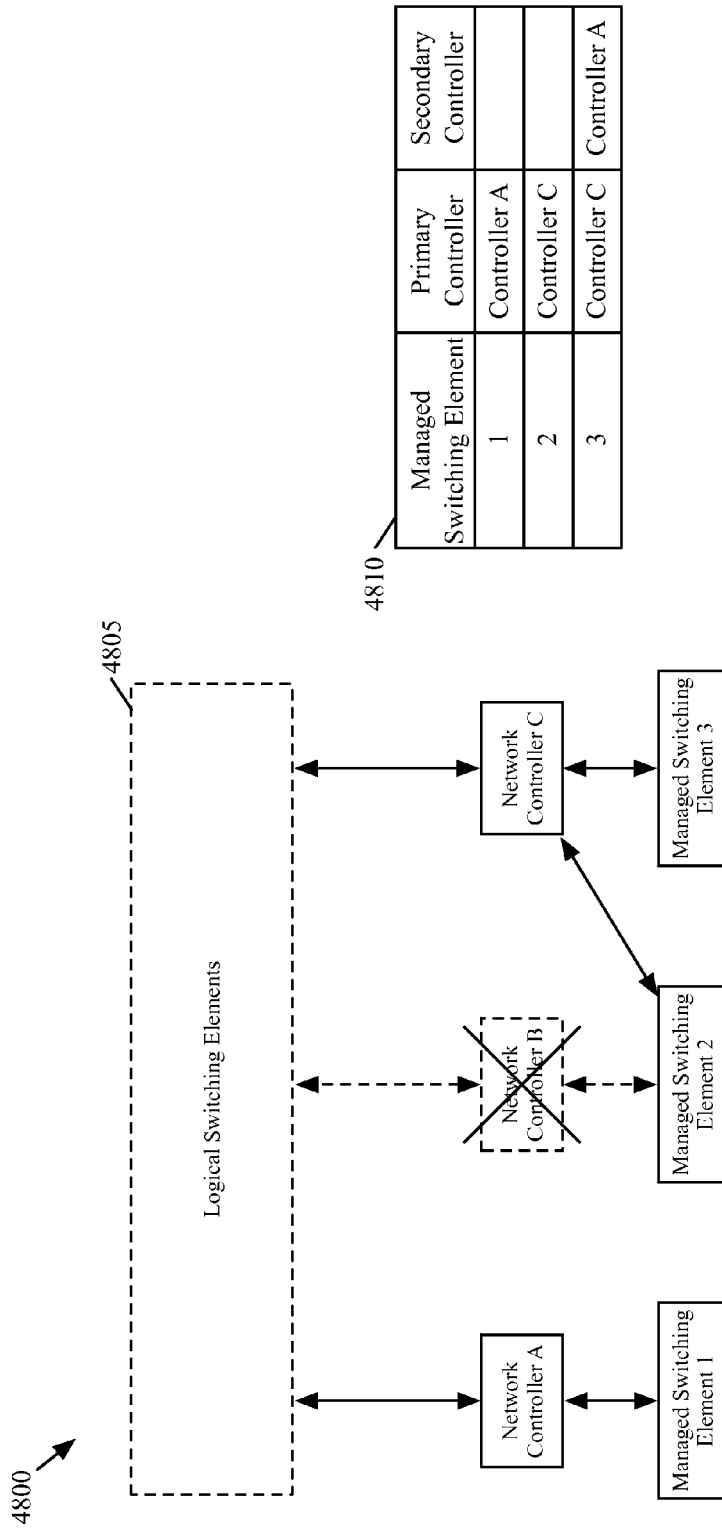 4800
4805
Logical Switching Elements
Network
Controller A
Network
Controller B
Network
Controller C
Managed Switching
Element 1
Managed Switching
Element 2
Managed Switching
Element 3
4810
Managed
Switching Element
Primary
Controller
Secondary
Controller
1
Controller A
2
Controller C
3
Controller C
Controller A